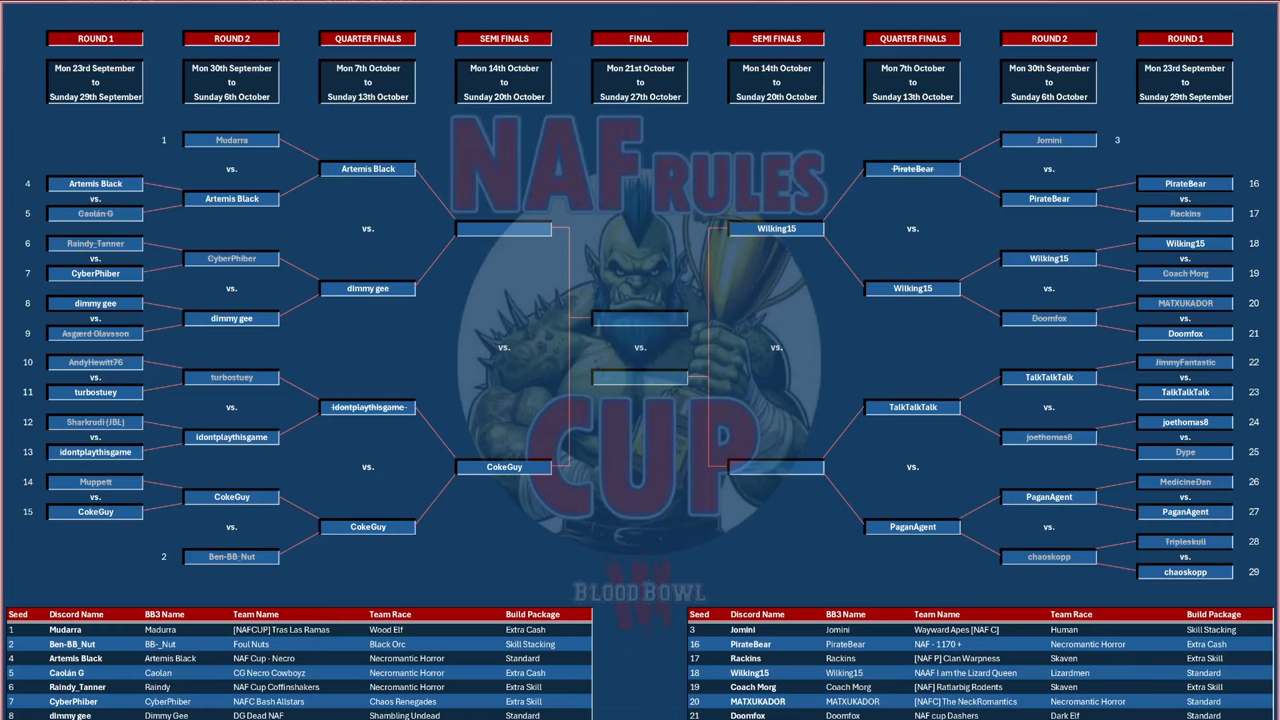 ROUND 1 ROUND 2 QUARTER FINALS SEMI FINALS FINAL SEMI FINALS QUARTER FINALS ROUND 2 ROUND 1
Mon 23rd September Mon 30th September Mon 7th October Mon 14th October Mon 21st October Mon 14th October Mon 7th October Mon 30th September Mon 23rd September
to to to to to to to to to
Sunday 29th September Sunday 6th October Sunday 13th October Sunday 20th October Sunday 27th October Sunday 20th October Sunday 13th October Sunday 6th October Sunday 29th September
NAF RULES
CUP
BLOOD BOWL
1 Mudarra Jomini 3
vs. Artemis Black PirateBear vs.
4 Artemis Black PirateBear 16
vs. Artemis Black PirateBear vs.
5 Caolán G Rackins 17
vs. Wilking15 vs.
6 Raindy_Tanner Wilking15 18
vs. CyberPhiber Wilking15 vs.
7 CyberPhiber Coach Morg 19
vs. dimmy gee Wilking15 vs.
8 dimmy gee MATXUKADOR 20
vs. dimmy gee Doomfox vs.
9 Asgærd Olavsson Doomfox 21
vs. vs. vs.
10 AndyHewitt76 JimmyFantastic 22
vs. turbostuey TalkTalkTalk vs.
11 turbostuey TalkTalkTalk 23
vs. idontplaythisgame TalkTalkTalk vs.
12 Sharkrudi (JBL) joethomas8 24
vs. idontplaythisgame joethomas8 vs.
13 idontplaythisgame Dype 25
vs. CokeGuy vs.
14 Muppett MedicineDan 26
vs. CokeGuy PaganAgent vs.
15 CokeGuy PaganAgent 27
vs. CokeGuy PaganAgent vs.
Tripleskull 28
2 Ben-BB_Nut chaoskopp vs.
chaoskopp 29
Seed Discord Name BB3 Name Team Name Team Race Build Package
1 Mudarra Madurra [NAFCUP] Tras Las Ramas Wood Elf Extra Cash
2 Ben-BB_Nut BB-_Nut Foul Nuts Black Orc Skill Stacking
4 Artemis Black Artemis Black NAF Cup - Necro Necromantic Horror Standard
5 Caolán G Caolan CG Necro Cowboyz Necromantic Horror Extra Cash
6 Raindy_Tanner Raindy NAF Cup Coffinshakers Necromantic Horror Extra Skill
7 CyberPhiber CyberPhiber NAFC Bash Allstars Chaos Renegades Extra Skill
8 dimmy gee Dimmy Gee DG Dead NAF Shambling Undead Standard
Seed Discord Name BB3 Name Team Name Team Race Build Package
3 Jomini Jomini Wayward Apes [NAF C] Human Skill Stacking
16 PirateBear PirateBear NAF - 1170 + Necromantic Horror Extra Cash
17 Rackins Rackins [NAF P] Clan Warpness Skaven Extra Skill
18 Wilking15 Wilking15 NAAF I am the Lizard Queen Lizardmen Standard
19 Coach Morg Coach Morg [NAF] Ratlarbig Rodents Skaven Extra Skill
20 MATXUKADOR MATXUKADOR [NAFC] The NeckRomantics Necromantic Horror Standard
21 Doomfox Doomfox NAF cup Dashers Dark Elf Standard